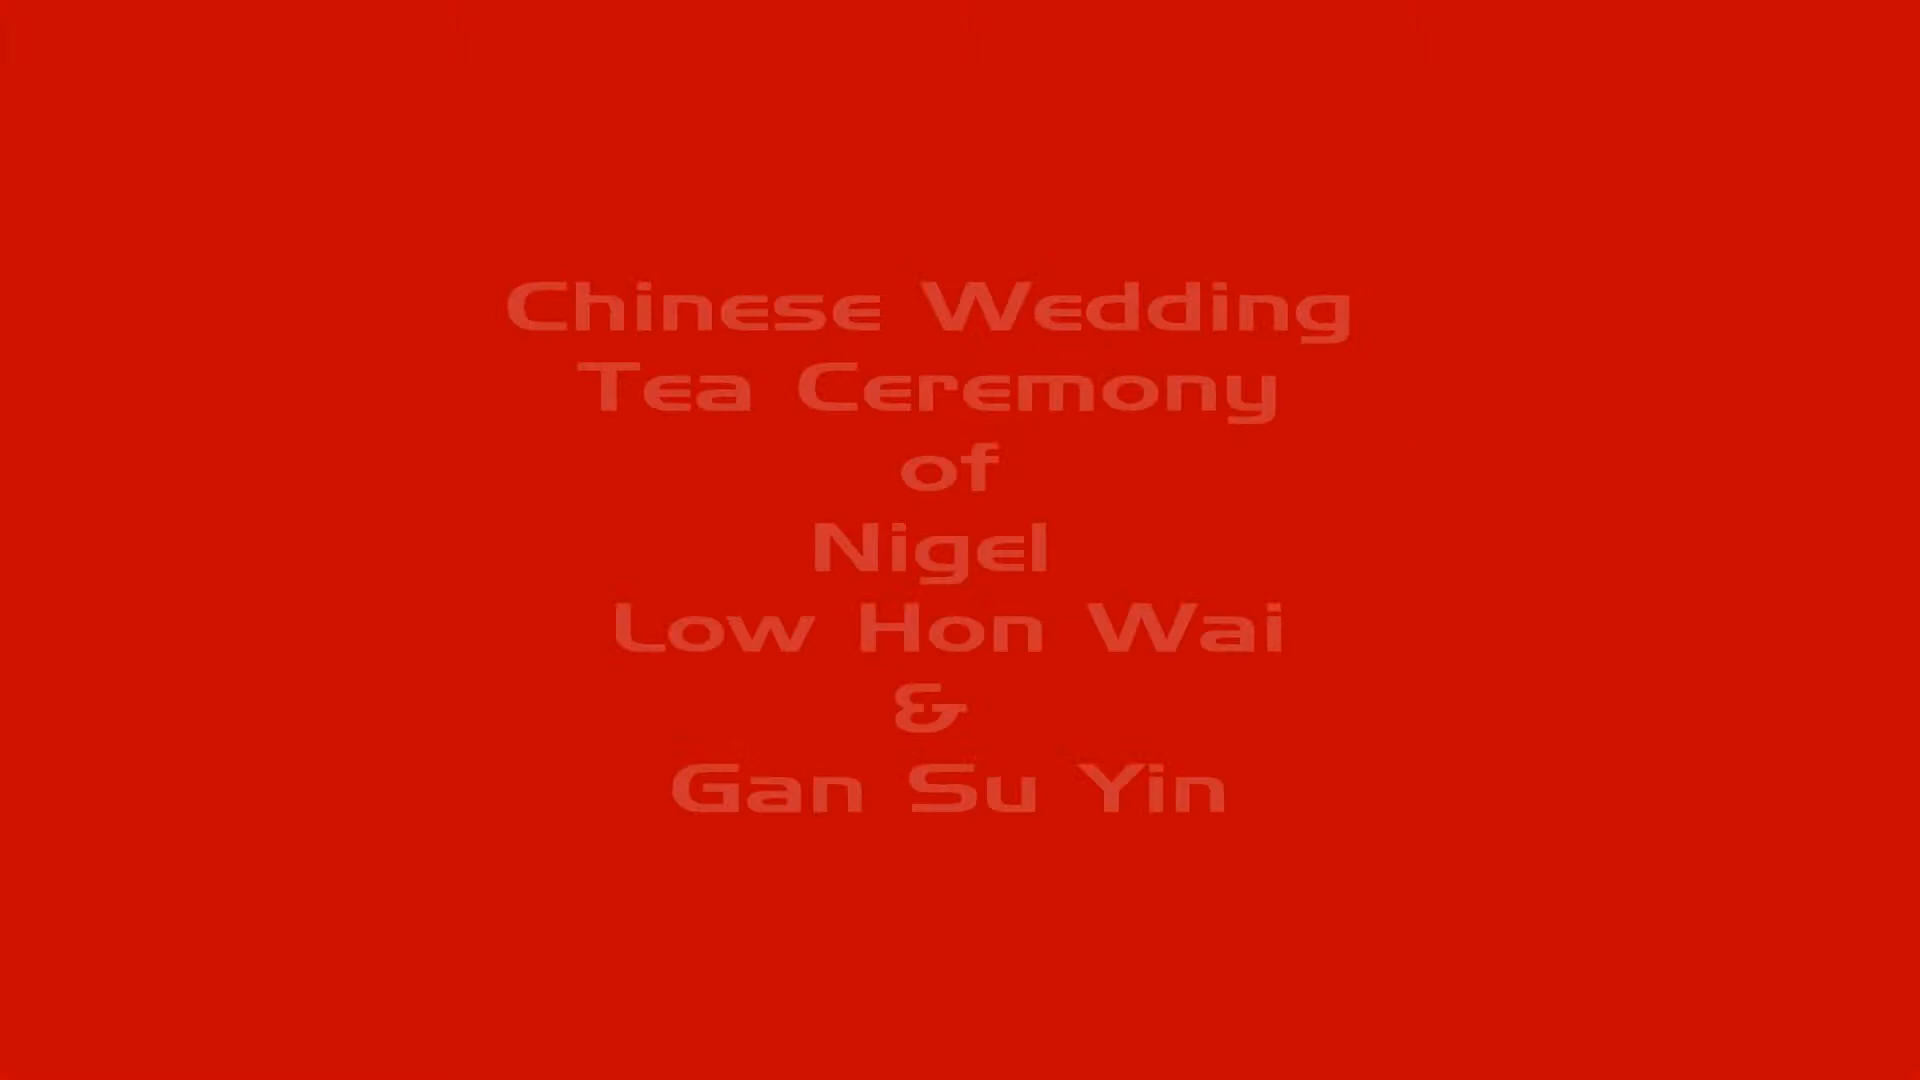 Chinese Wedding
Tea Ceremony
of
Nigel
Low Hon Wai
&
Gan Su Yin